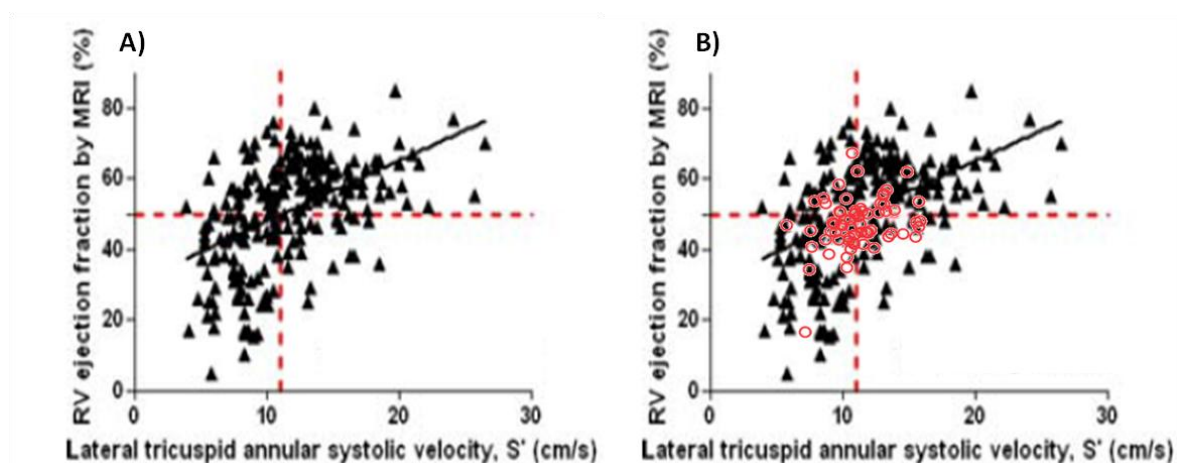 A)
RV ejection fraction by MRI (%)
80
60
40
20
0
0 10 20 30
Lateral tricuspid annular systolic velocity, S' (cm/s)
B)
RV ejection fraction by MRI (%)
80
60
40
20
0
0 10 20 30
Lateral tricuspid annular systolic velocity, S' (cm/s)